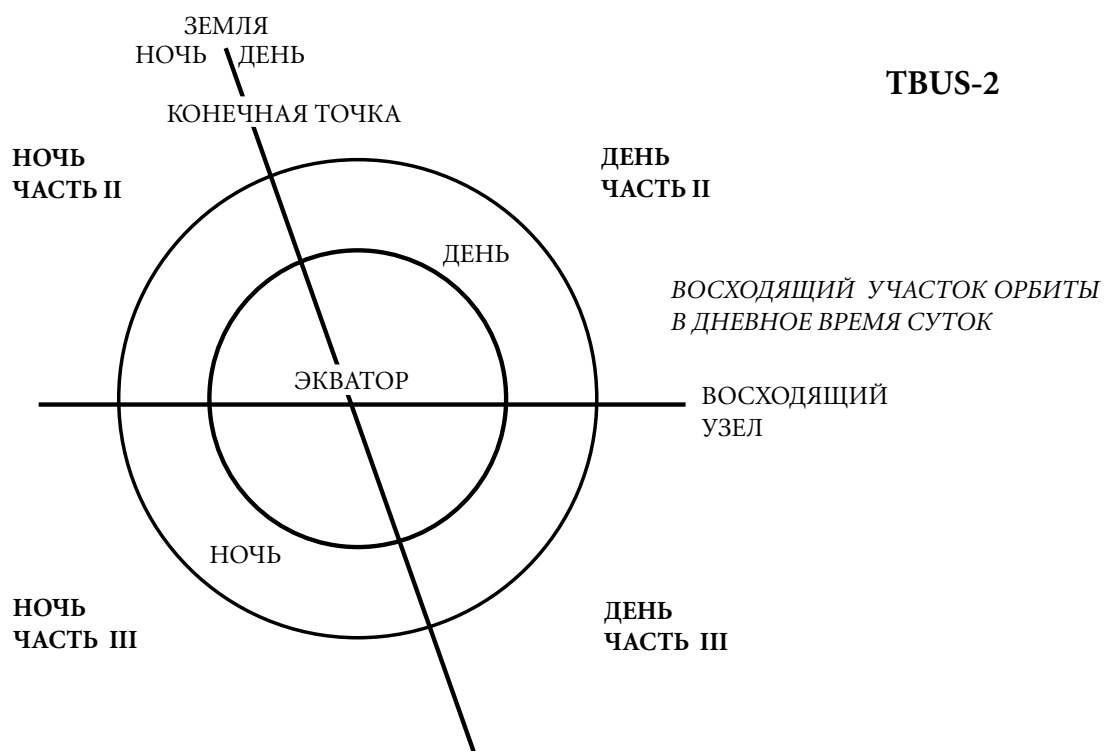 ЗЕМЛЯ
НОЧЬ ДЕНЬ
TBUS-2
КОНЕЧНАЯ ТОЧКА
НОЧЬ
ЧАСТЬ II
ДЕНЬ
ЧАСТЬ II
ДЕНЬ
ВОСХОДЯЩИЙ УЧАСТОК ОРБИТЫ
В ДНЕВНОЕ ВРЕМЯ СУТОК
ЭКВАТОР
ВОСХОДЯЩИЙ
УЗЕЛ
НОЧЬ
НОЧЬ
ЧАСТЬ III
ДЕНЬ
ЧАСТЬ III